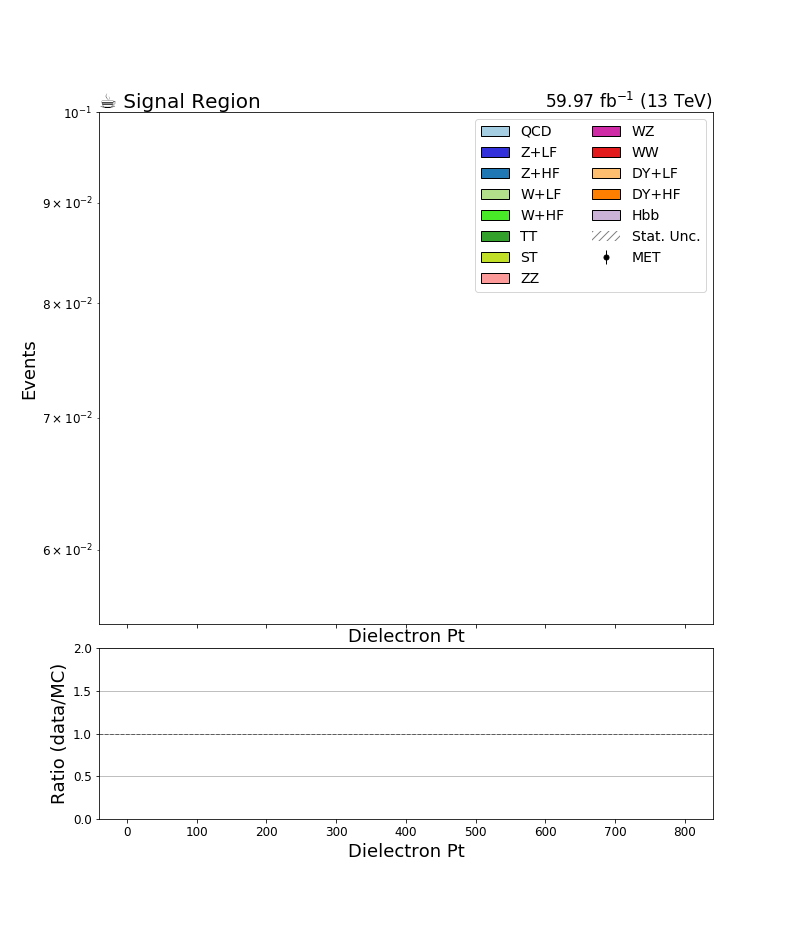 ☕ Signal Region 59.97 fb⁻¹ (13 TeV)
10⁻¹
9 × 10⁻²
8 × 10⁻²
7 × 10⁻²
6 × 10⁻²
Events
QCD
Z+LF
Z+HF
W+LF
W+HF
TT
ST
ZZ
WZ
WW
DY+LF
DY+HF
Hbb
Stat. Unc.
MET
Dielectron Pt
2.0
1.5
1.0
0.5
0.0
Ratio (data/MC)
0 100 200 300 400 500 600 700 800
Dielectron Pt